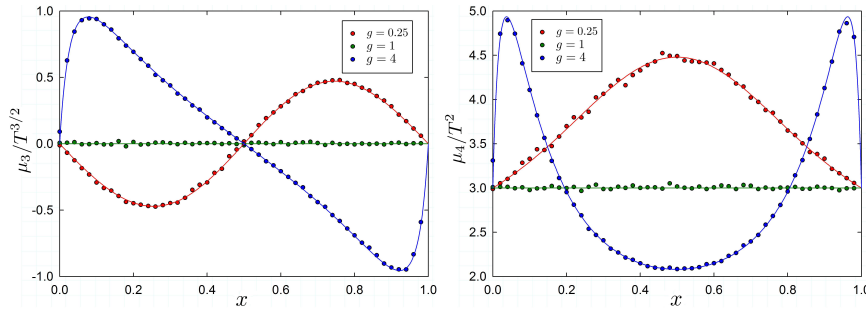 μ₃/T^{3/2}
1.0
0.5
0.0
-0.5
-1.0
0.0 0.2 0.4 0.6 0.8 1.0
x
g = 0.25
g = 1
g = 4
μ₄/T²
5.0
4.5
4.0
3.5
3.0
2.5
2.0
0.0 0.2 0.4 0.6 0.8 1.0
x
g = 0.25
g = 1
g = 4